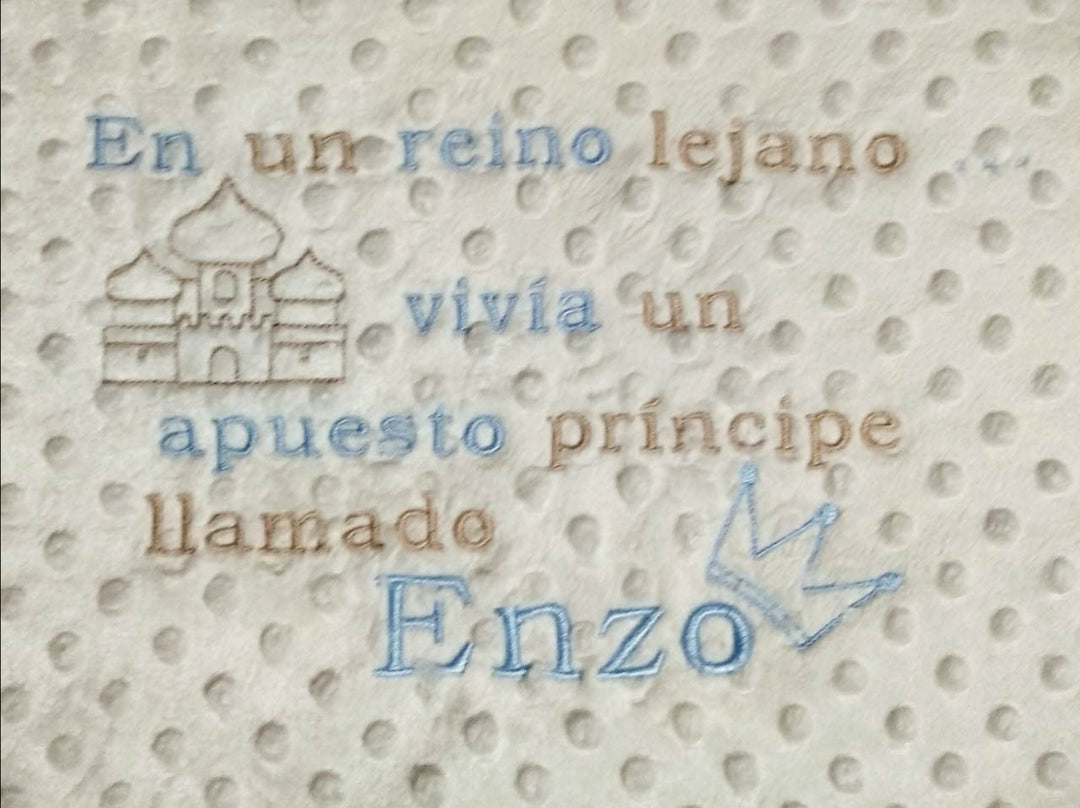 En un reino lejano ...
vivía un
apuesto príncipe
llamado
Enzo